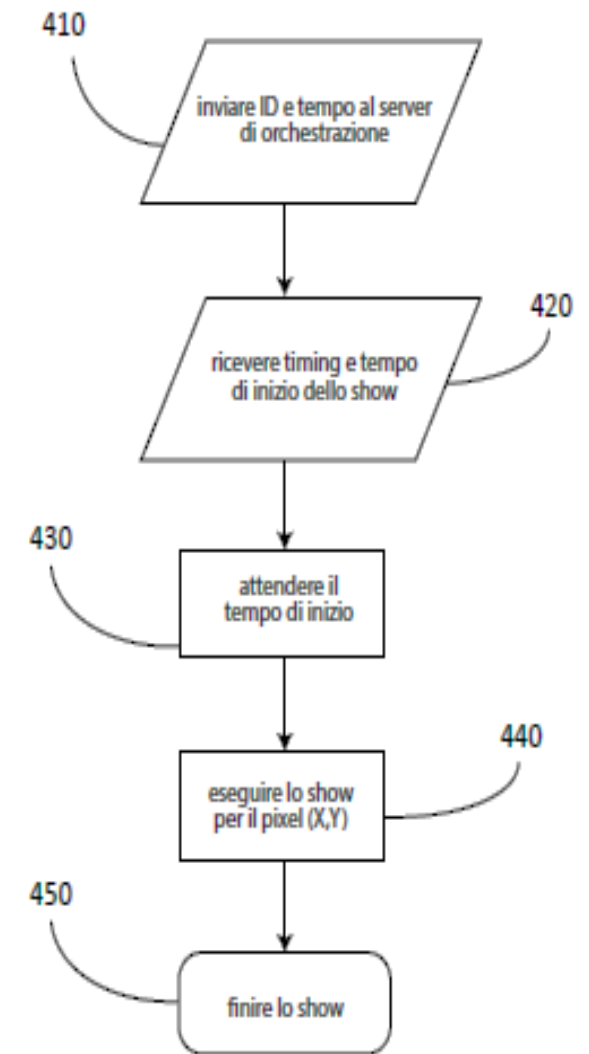 410
inviare ID e tempo al server
di orchestrazione
420
ricevere timing e tempo
di inizio dello show
430
attendere il
tempo di inizio
440
eseguire lo show
per il pixel (X,Y)
450
finire lo show